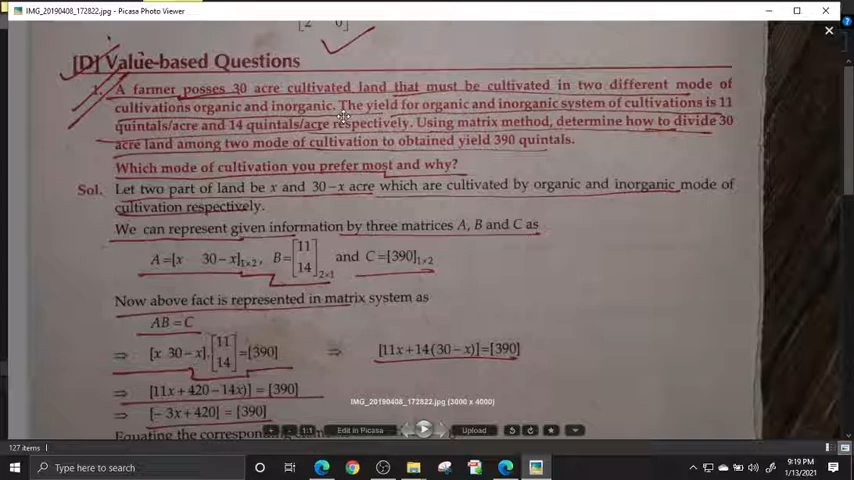 IMG_20190408_172822.jpg - Picasa Photo Viewer
[2 0]
[D] Value-based Questions
1. A farmer posses 30 acre cultivated land that must be cultivated in two different mode of
cultivations organic and inorganic. The yield for organic and inorganic system of cultivations is 11
quintals/acre and 14 quintals/acre respectively. Using matrix method, determine how to divide 30
acre land among two mode of cultivation to obtained yield 390 quintals.
Which mode of cultivation you prefer most and why?
Sol. Let two part of land be x and 30−x acre which are cultivated by organic and inorganic mode of
cultivation respectively.
We can represent given information by three matrices A, B and C as
A=[x 30−x]1×2, B=[11 14]2×1 and C=[390]1×2
Now above fact is represented in matrix system as
AB=C
⇒ [x 30−x].[11 14]=[390] ⇒ [11x+14(30−x)]=[390]
⇒ [11x+420−14x)] = [390]
IMG_20190408_172822.jpg (3000 x 4000)
⇒ [−3x+420] = [390]
Equating the corresponding
1:1
Edit in Picasa
Upload
127 items
Type here to search
9:19 PM
1/13/2021